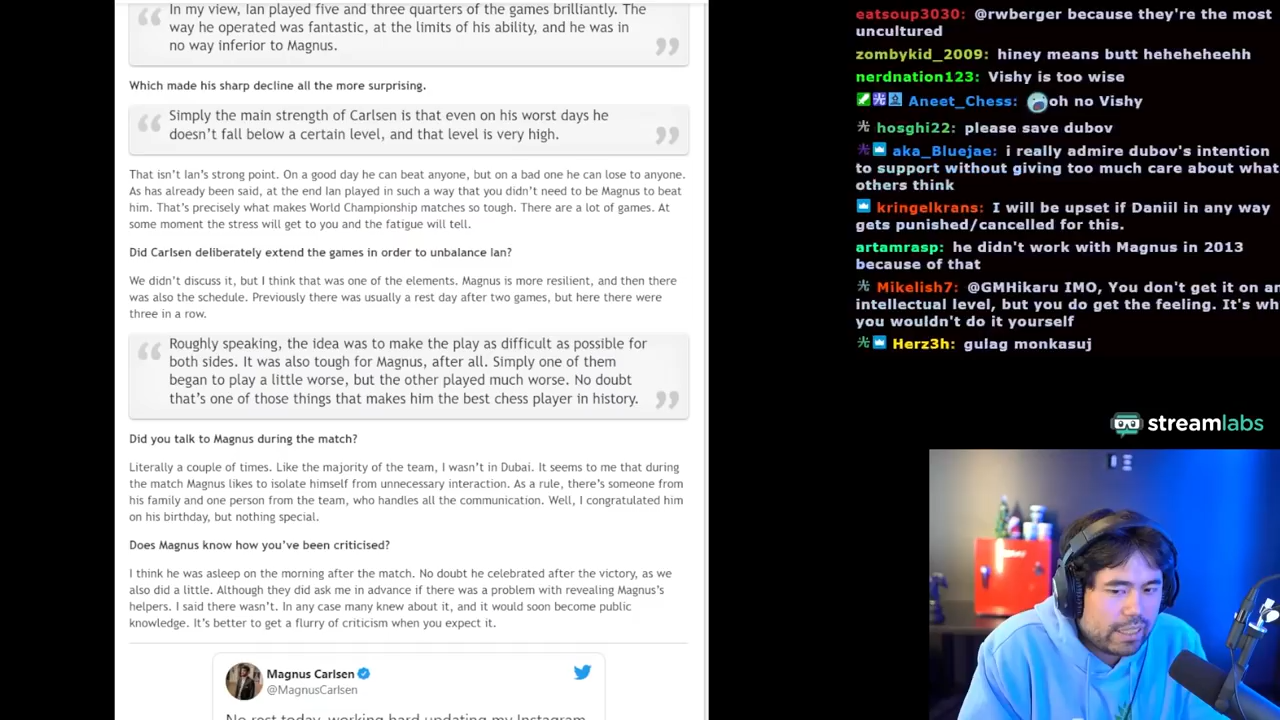 In my view, Ian played five and three quarters of the games brilliantly. The
way he operated was fantastic, at the limits of his ability, and he was in
no way inferior to Magnus.
Which made his sharp decline all the more surprising.
Simply the main strength of Carlsen is that even on his worst days he
doesn't fall below a certain level, and that level is very high.
That isn't Ian's strong point. On a good day he can beat anyone, but on a bad one he can lose to anyone.
As has already been said, at the end Ian played in such a way that you didn't need to be Magnus to beat
him. That's precisely what makes World Championship matches so tough. There are a lot of games. At
some moment the stress will get to you and the fatigue will tell.
Did Carlsen deliberately extend the games in order to unbalance Ian?
We didn't discuss it, but I think that was one of the elements. Magnus is more resilient, and then there
was also the schedule. Previously there was usually a rest day after two games, but here there were
three in a row.
Roughly speaking, the idea was to make the play as difficult as possible for
both sides. It was also tough for Magnus, after all. Simply one of them
began to play a little worse, but the other played much worse. No doubt
that's one of those things that makes him the best chess player in history.
Did you talk to Magnus during the match?
Literally a couple of times. Like the majority of the team, I wasn't in Dubai. It seems to me that during
the match Magnus likes to isolate himself from unnecessary interaction. As a rule, there's someone from
his family and one person from the team, who handles all the communication. Well, I congratulated him
on his birthday, but nothing special.
Does Magnus know how you've been criticised?
I think he was asleep on the morning after the match. No doubt he celebrated after the victory, as we
also did a little. Although they did ask me in advance if there was a problem with revealing Magnus's
helpers. I said there wasn't. In any case many knew about it, and it would soon become public
knowledge. It's better to get a flurry of criticism when you expect it.
Magnus Carlsen
@MagnusCarlsen
No rest today, working hard updating my Instagram
eatsoup3030: @rwberger because they're the most
uncultured
zombykid_2009: hiney means butt heheheheehh
nerdnation123: Vishy is too wise
Aneet_Chess: oh no Vishy
hosghi22: please save dubov
aka_Bluejae: i really admire dubov's intention
to support without giving too much care about what
others think
kringelkrans: I will be upset if Daniil in any way
gets punished/cancelled for this.
artamrasp: he didn't work with Magnus in 2013
because of that
Mikelish7: @GMHikaru IMO, You don't get it on an
intellectual level, but you do get the feeling. It's wh
you wouldn't do it yourself
Herz3h: gulag monkasuj
streamlabs